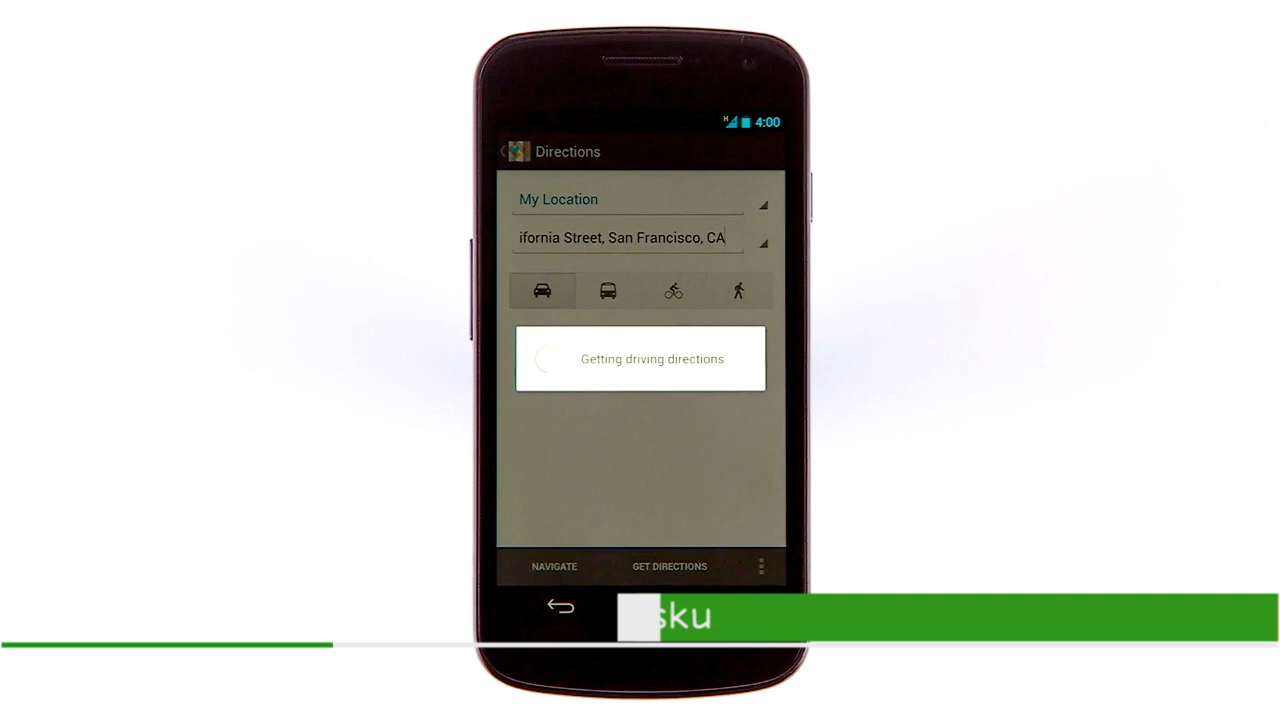 H 4:00
Directions
My Location
ifornia Street, San Francisco, CA
Getting driving directions
NAVIGATE GET DIRECTIONS
sku